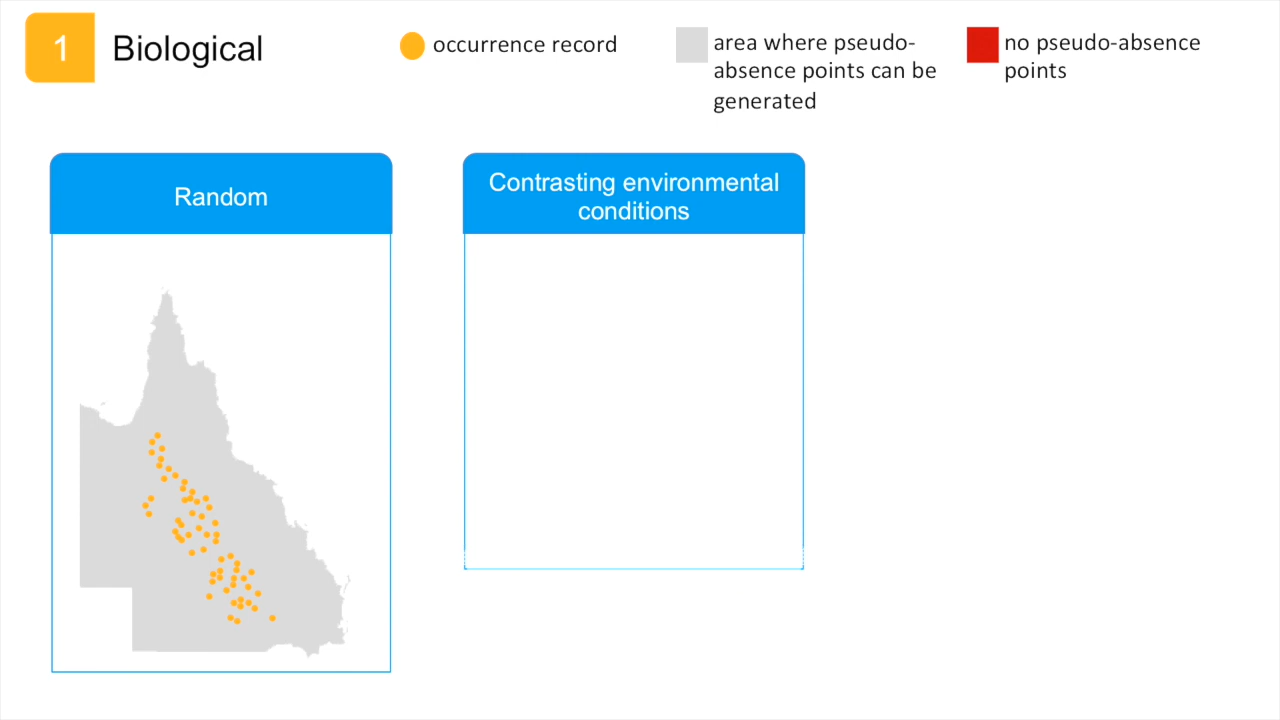 1
Biological
occurrence record
area where pseudo-
absence points can be
generated
no pseudo-absence
points
Random
Contrasting environmental
conditions